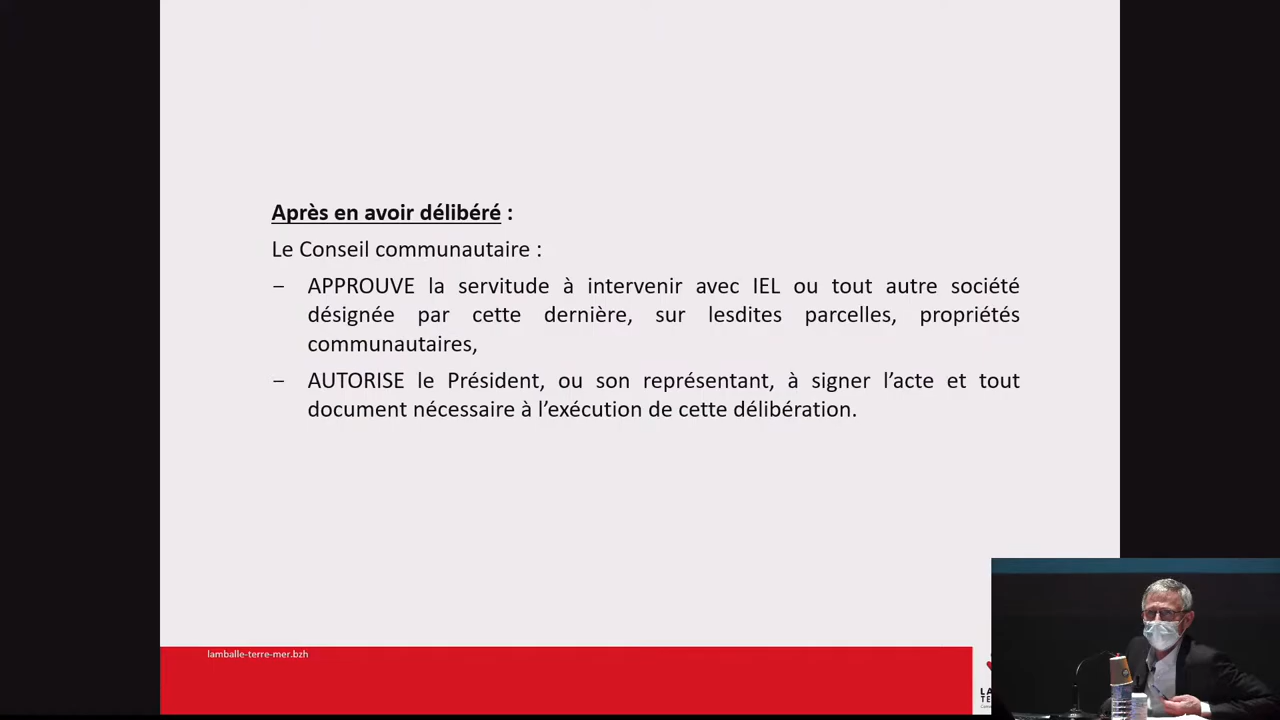 Après en avoir délibéré :
Le Conseil communautaire :
− APPROUVE la servitude à intervenir avec IEL ou tout autre société
désignée par cette dernière, sur lesdites parcelles, propriétés
communautaires,
− AUTORISE le Président, ou son représentant, à signer l’acte et tout
document nécessaire à l’exécution de cette délibération.
lamballe-terre-mer.bzh